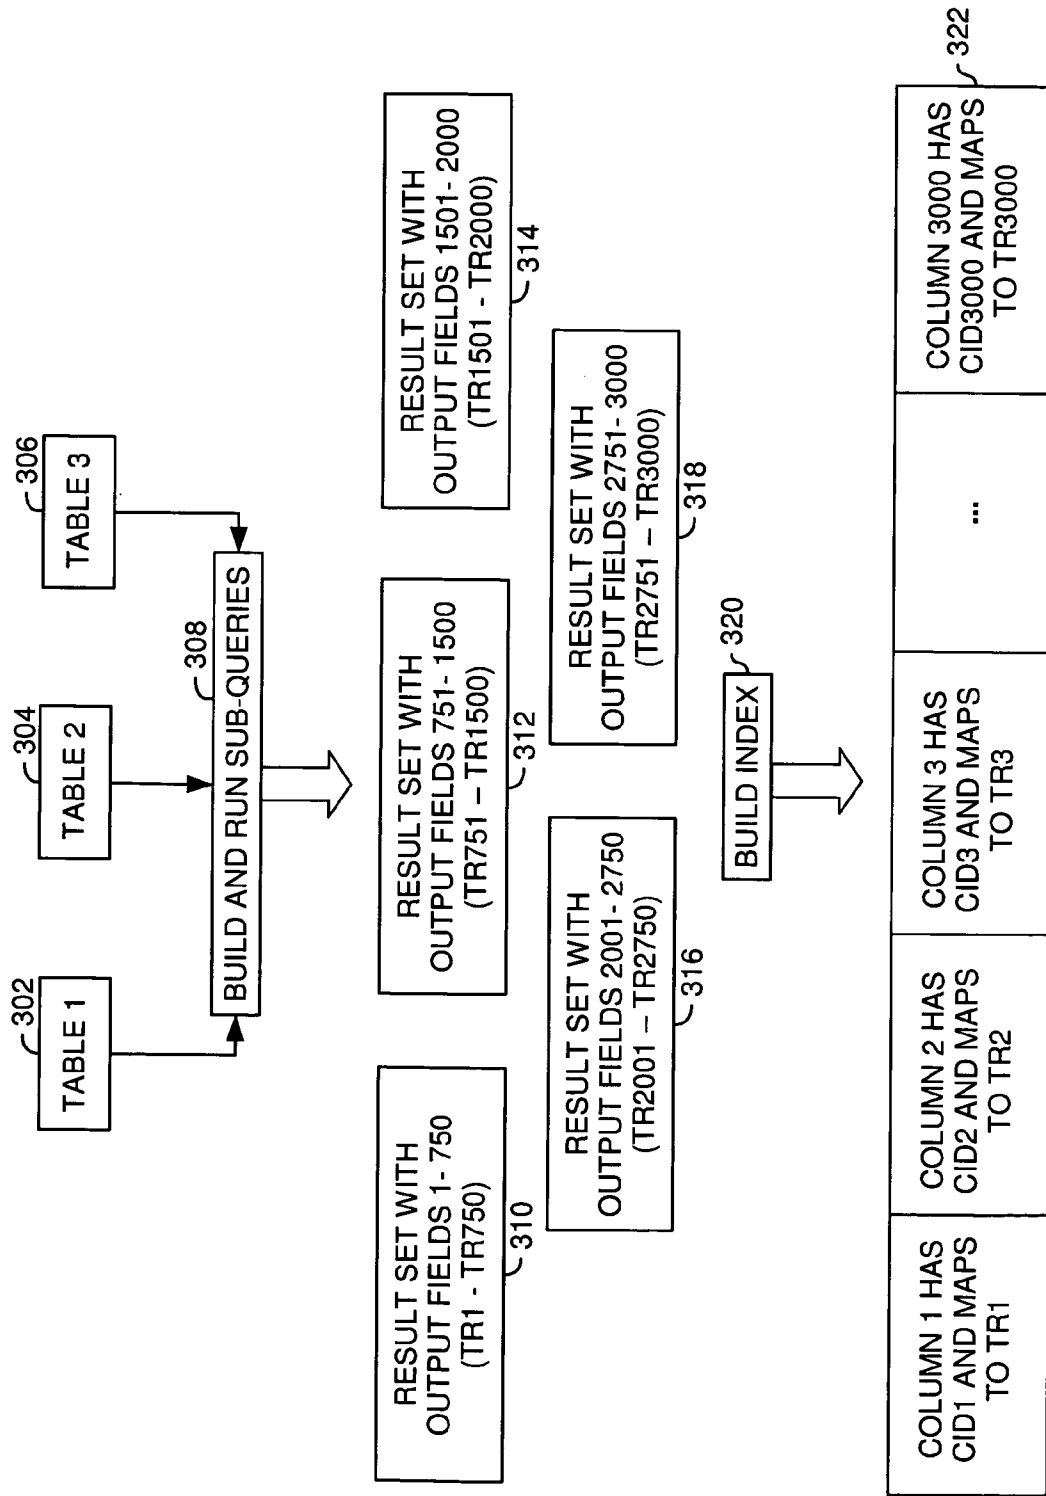 302
TABLE 1
304
TABLE 2
306
TABLE 3
308
BUILD AND RUN SUB-QUERIES
RESULT SET WITH
OUTPUT FIELDS 1- 750
(TR1 - TR750)
310
RESULT SET WITH
OUTPUT FIELDS 751- 1500
(TR751 – TR1500)
312
RESULT SET WITH
OUTPUT FIELDS 1501- 2000
(TR1501 - TR2000)
314
RESULT SET WITH
OUTPUT FIELDS 2001- 2750
(TR2001 – TR2750)
316
RESULT SET WITH
OUTPUT FIELDS 2751- 3000
(TR2751 – TR3000)
318
BUILD INDEX
320
COLUMN 1 HAS
CID1 AND MAPS
TO TR1
COLUMN 2 HAS
CID2 AND MAPS
TO TR2
COLUMN 3 HAS
CID3 AND MAPS
TO TR3
...
COLUMN 3000 HAS
CID3000 AND MAPS
TO TR3000
322